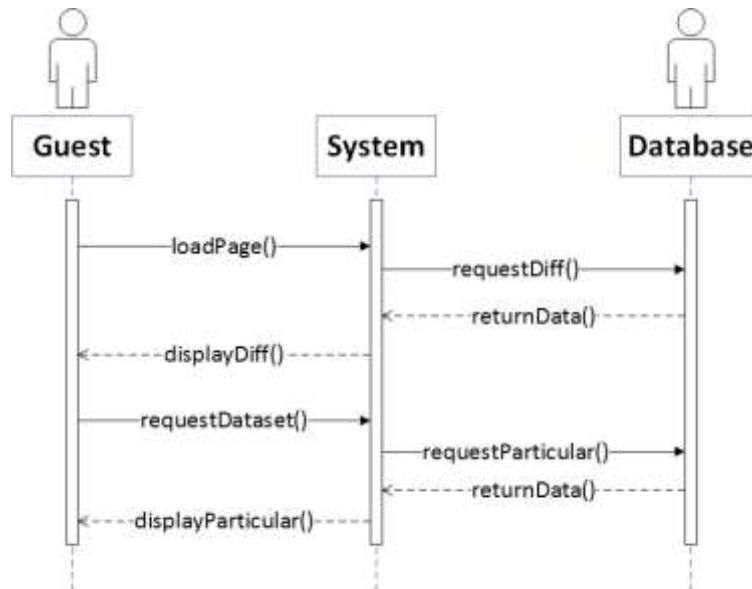 Guest
System
Database
loadPage()
requestDiff()
returnData()
displayDiff()
requestDataset()
requestParticular()
returnData()
displayParticular()